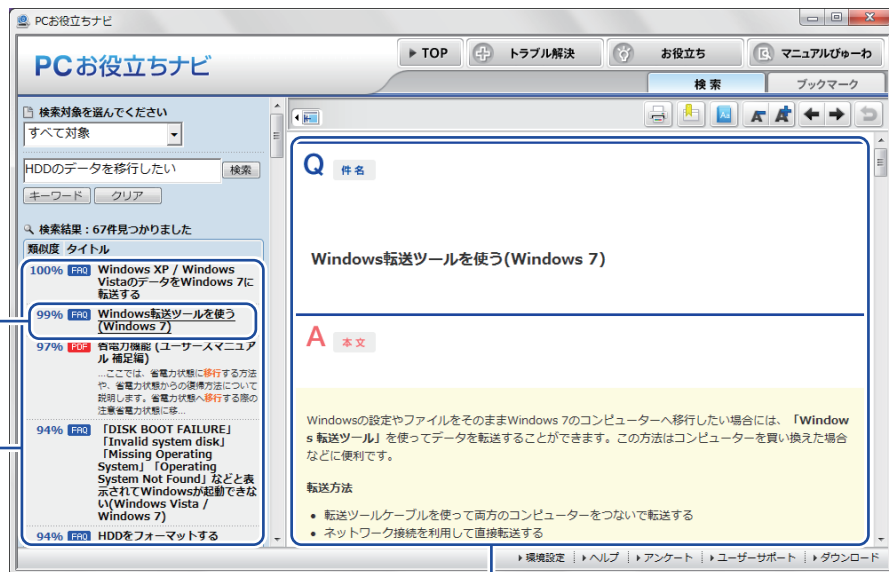 PCお役立ちナビ
PCお役立ちナビ
TOP
トラブル解決
お役立ち
マニュアルびゅーわ
検索
ブックマーク
検索対象を選んでください
すべて対象
HDDのデータを移行したい
検索
キーワード
クリア
検索結果：67件見つかりました
類似度 タイトル
100% FAQ Windows XP / Windows
VistaのデータをWindows 7に
転送する
99% FAQ Windows転送ツールを使う
(Windows 7)
97% PDF 省電力機能 (ユーザーズマニュア
ル 補足編)
...ここでは、省電力状態に移行する方法
や、省電力状態からの復帰方法について
説明します。省電力状態へ移行する際の
注意省電力状態に移...
94% FAQ 「DISK BOOT FAILURE」
「Invalid system disk」
「Missing Operating
System」「Operating
System Not Found」などと表
示されてWindowsが起動できな
い(Windows Vista /
Windows 7)
94% FAQ HDDをフォーマットする
Q 件名
Windows転送ツールを使う(Windows 7)
A 本文
Windowsの設定やファイルをそのままWindows 7のコンピューターへ移行したい場合には、「Window
s 転送ツール」を使ってデータを転送することができます。この方法はコンピューターを買い換えた場合
などに便利です。
転送方法
• 転送ツールケーブルを使って両方のコンピューターをつないで転送する
• ネットワーク接続を利用して直接転送する
環境設定
ヘルプ
アンケート
ユーザーサポート
ダウンロード